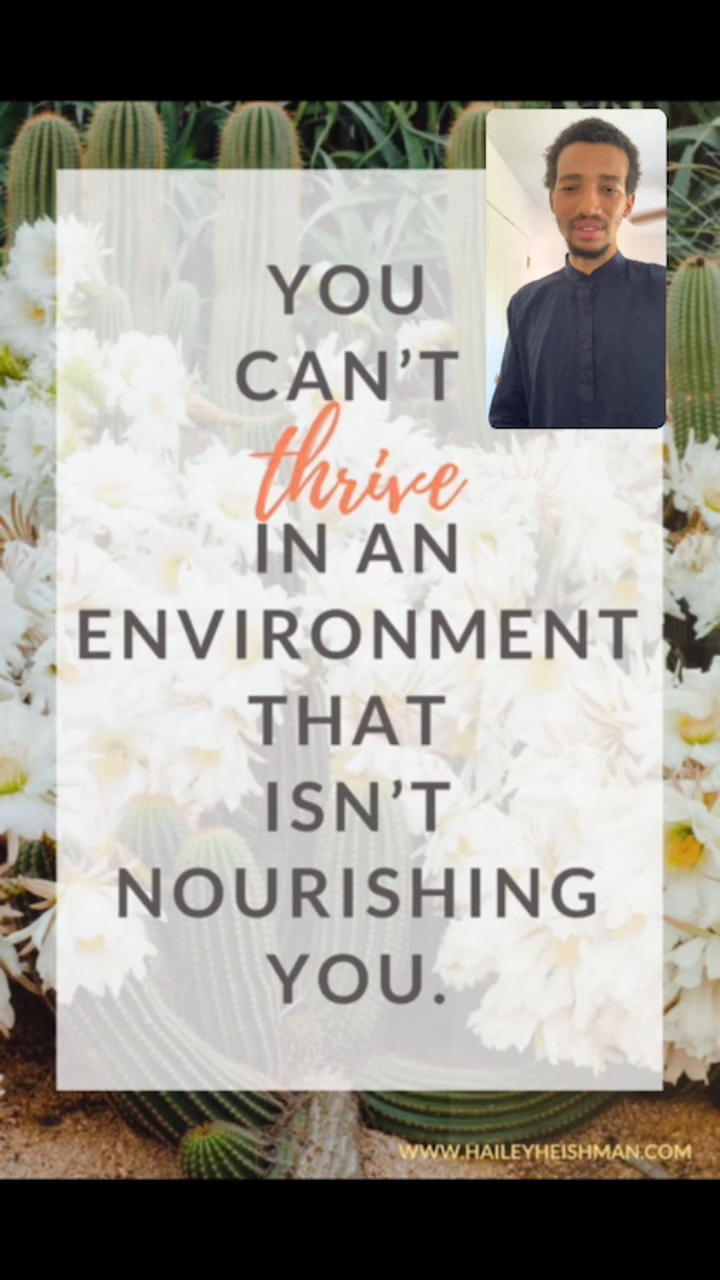 YOU
CAN’T
thrive
IN AN
ENVIRONMENT
THAT
ISN’T
NOURISHING
YOU.
WWW.HAILEYHEISHMAN.COM